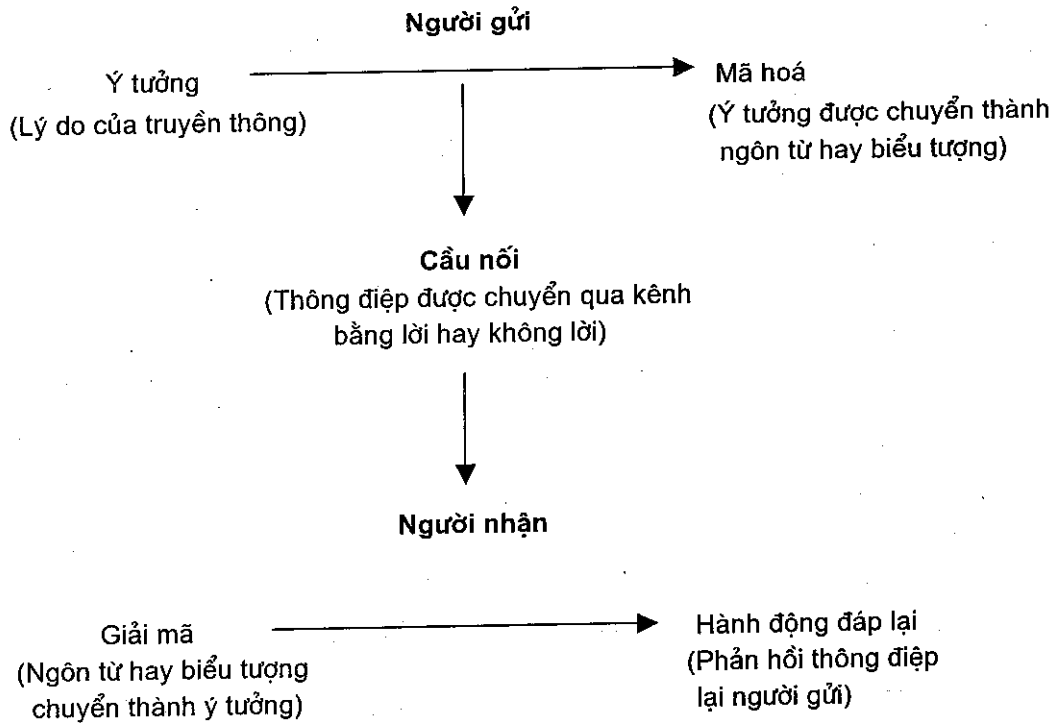 Người gửi
Ý tưởng
(Lý do của truyền thông)
Mã hoá
(Ý tưởng được chuyển thành
ngôn từ hay biểu tượng)
Cầu nối
(Thông điệp được chuyển qua kênh
bằng lời hay không lời)
Người nhận
Giải mã
(Ngôn từ hay biểu tượng
chuyển thành ý tưởng)
Hành động đáp lại
(Phản hồi thông điệp
lại người gửi)